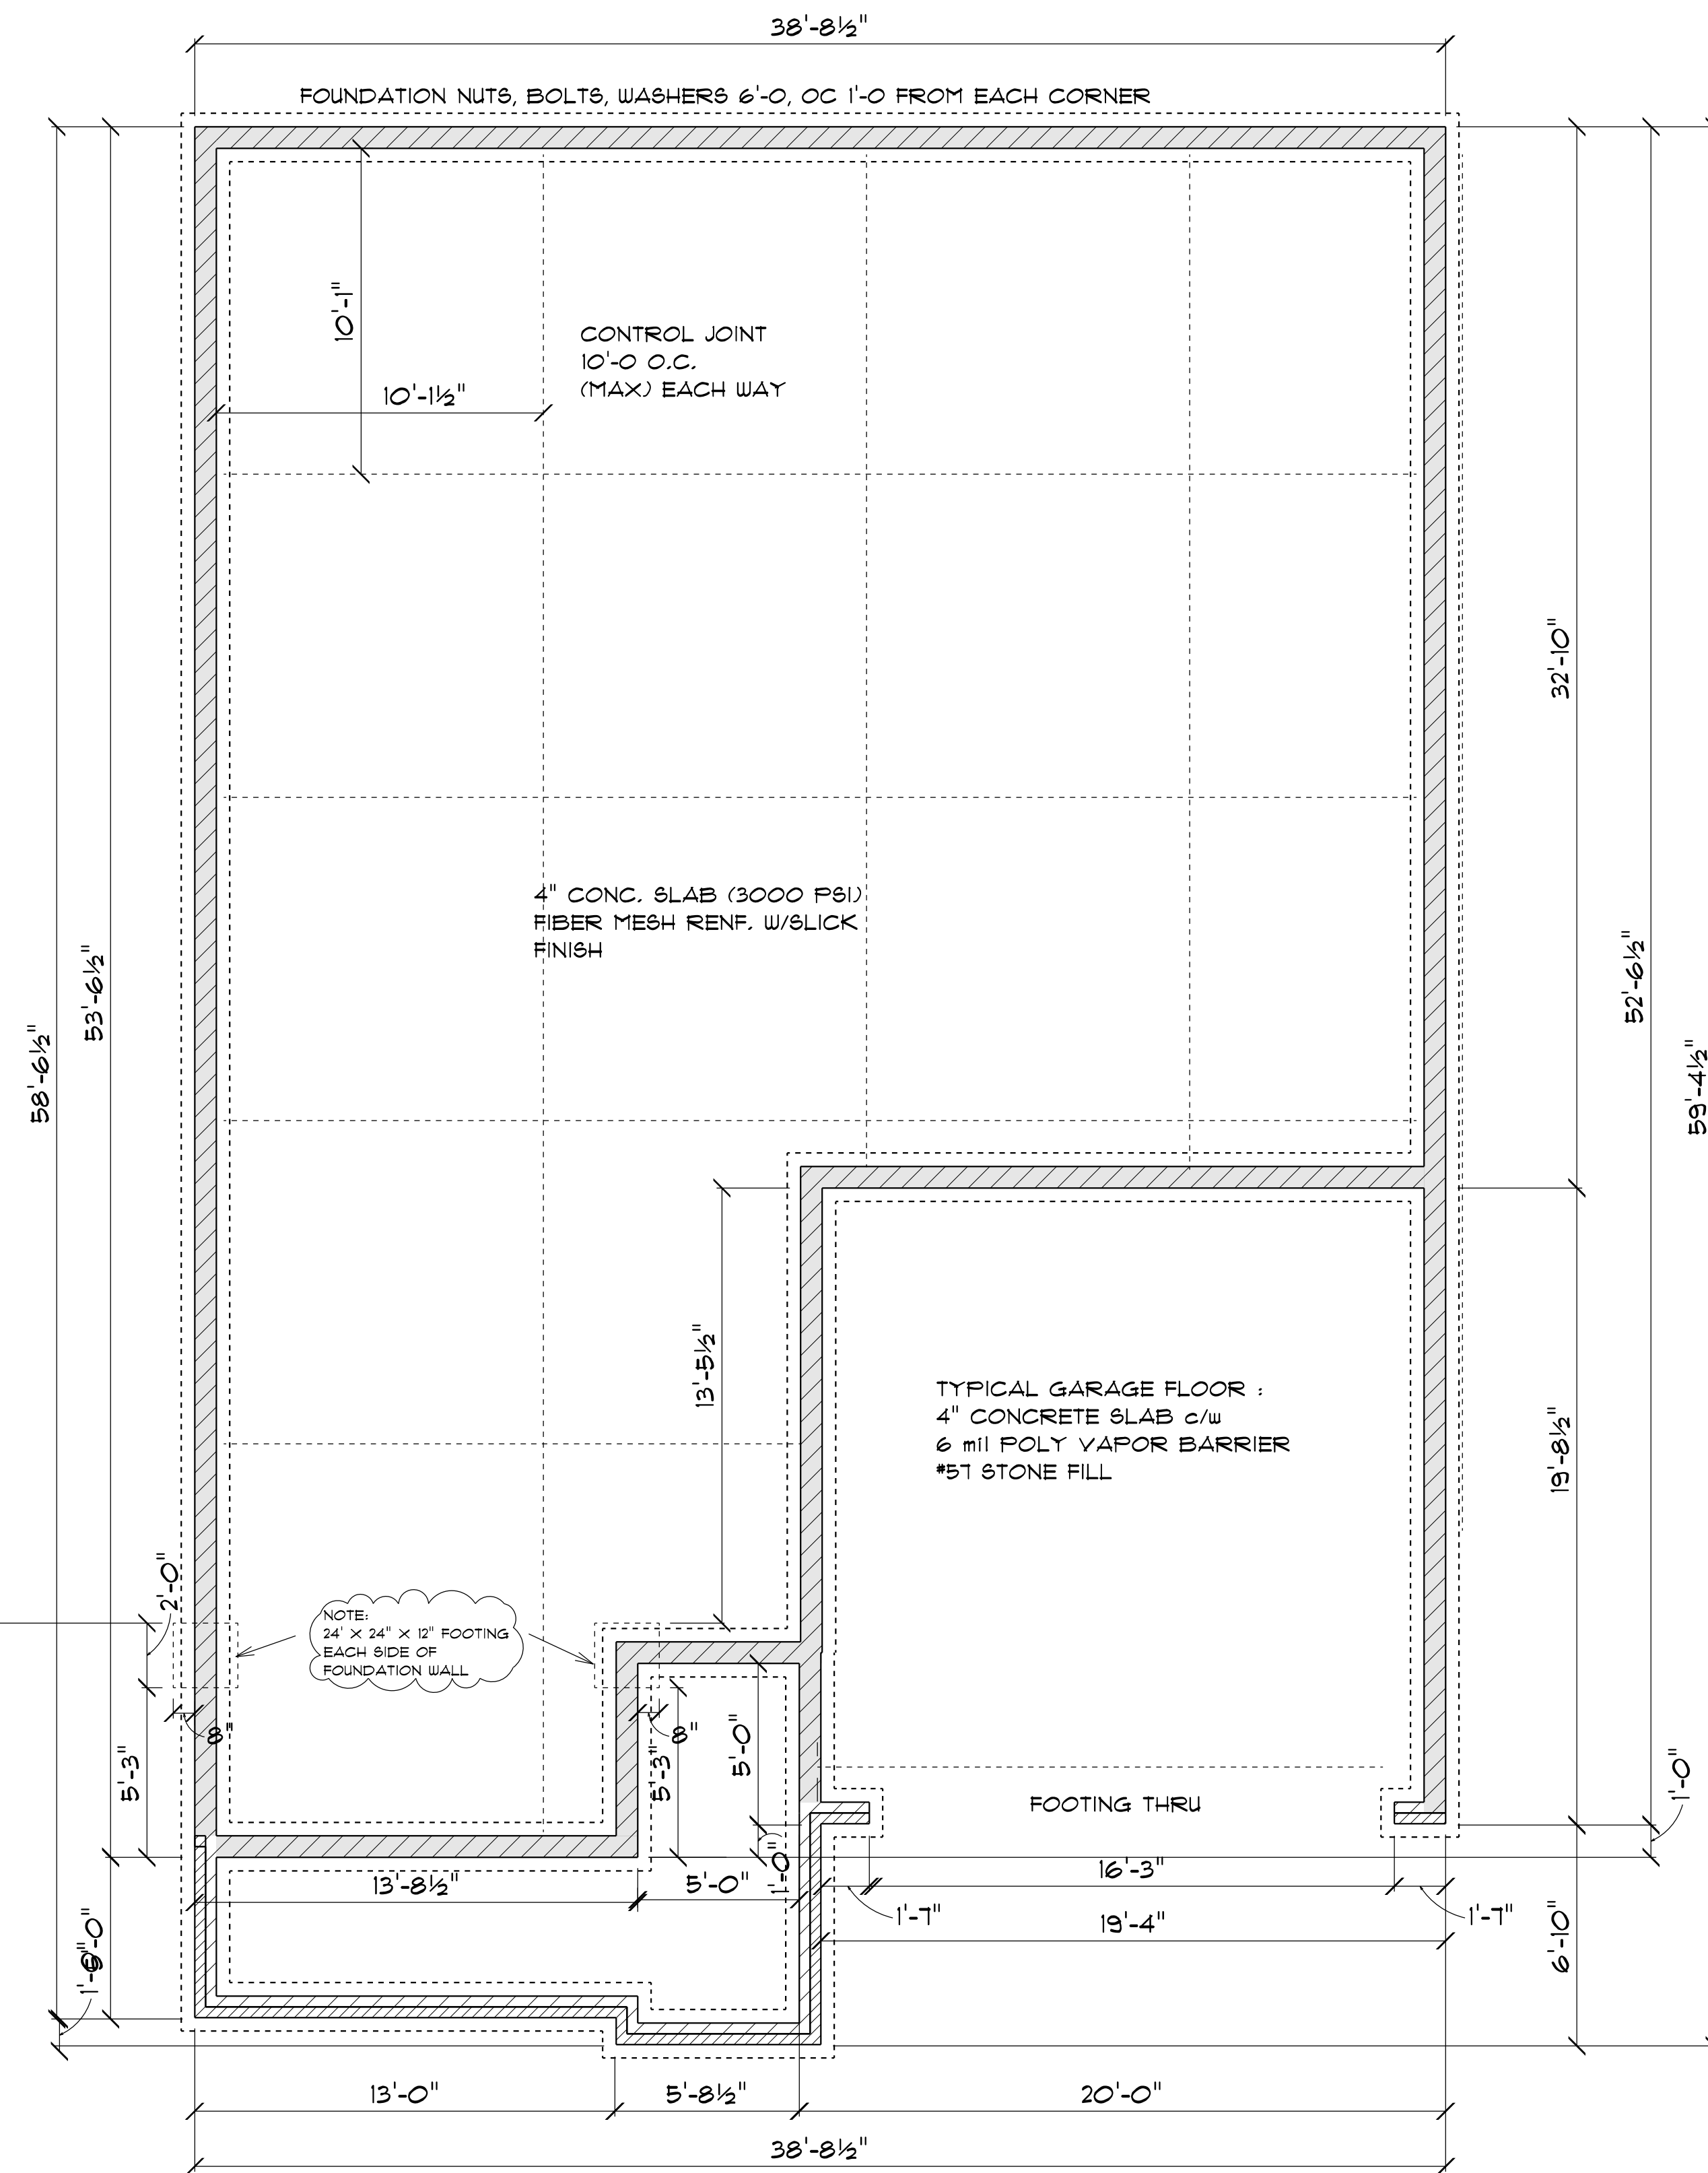 38'-8½"
FOUNDATION NUTS, BOLTS, WASHERS 6'-0, OC 1'-0 FROM EACH CORNER
10'-1"
CONTROL JOINT
10'-0 O.C.
(MAX) EACH WAY
10'-1½"
32'-10"
4" CONC. SLAB (3000 PSI)
FIBER MESH RENF. W/SLICK
FINISH
53'-6½"
52'-6½"
58'-6½"
59'-4½"
13'-5½"
TYPICAL GARAGE FLOOR :
4" CONCRETE SLAB c/w
6 mil POLY VAPOR BARRIER
#57 STONE FILL
19'-8½"
2'-0"
NOTE:
24' X 24" X 12" FOOTING
EACH SIDE OF
FOUNDATION WALL
8"
8"
5'-3"
5'-3"
5'-0"
1'-0"
FOOTING THRU
1'-0"
13'-8½"
5'-0"
16'-3"
1'-7"
1'-7"
19'-4"
6'-10"
5'-0"
13'-0"
5'-8½"
20'-0"
38'-8½"